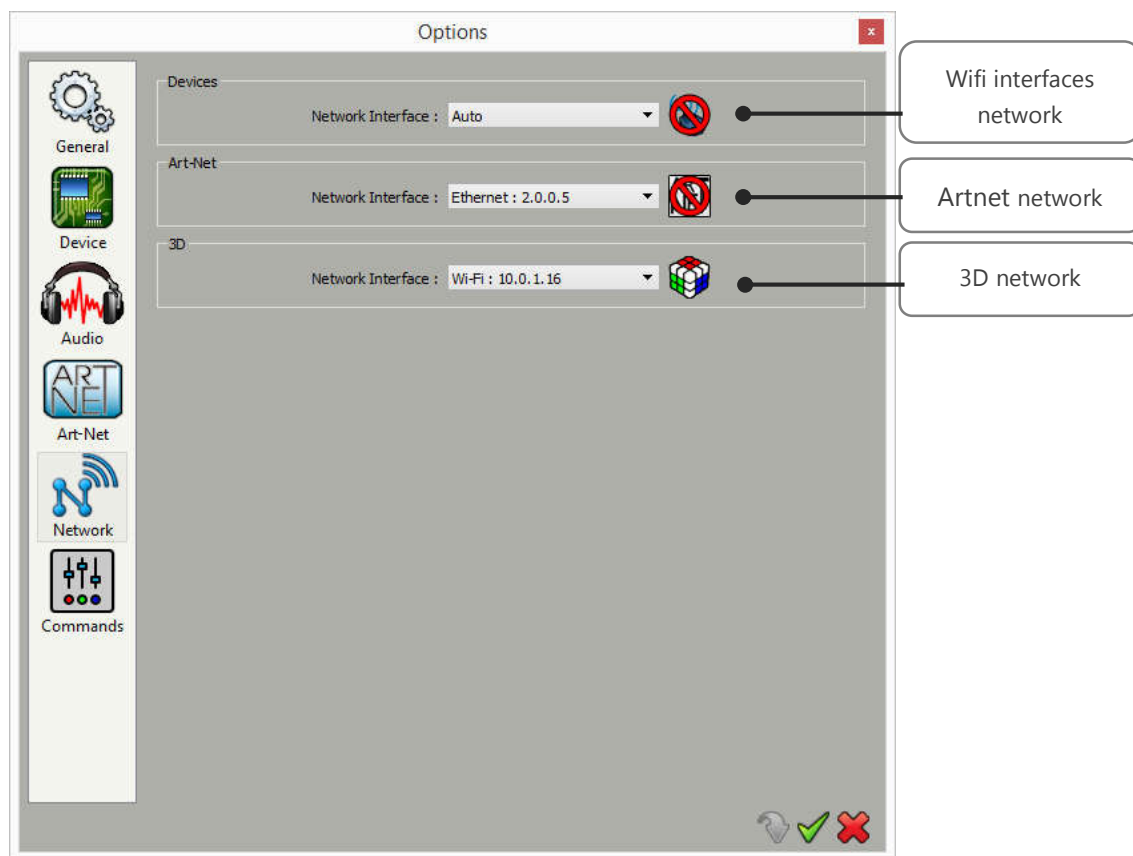 Options
x
Wifi interfaces
network
Devices
Network Interface : Auto
General
Art-Net
Network Interface : Ethernet : 2.0.0.5
Artnet network
Device
3D
Network Interface : Wi-Fi : 10.0.1.16
3D network
Audio
ART
NET
Art-Net
N
Network
Commands